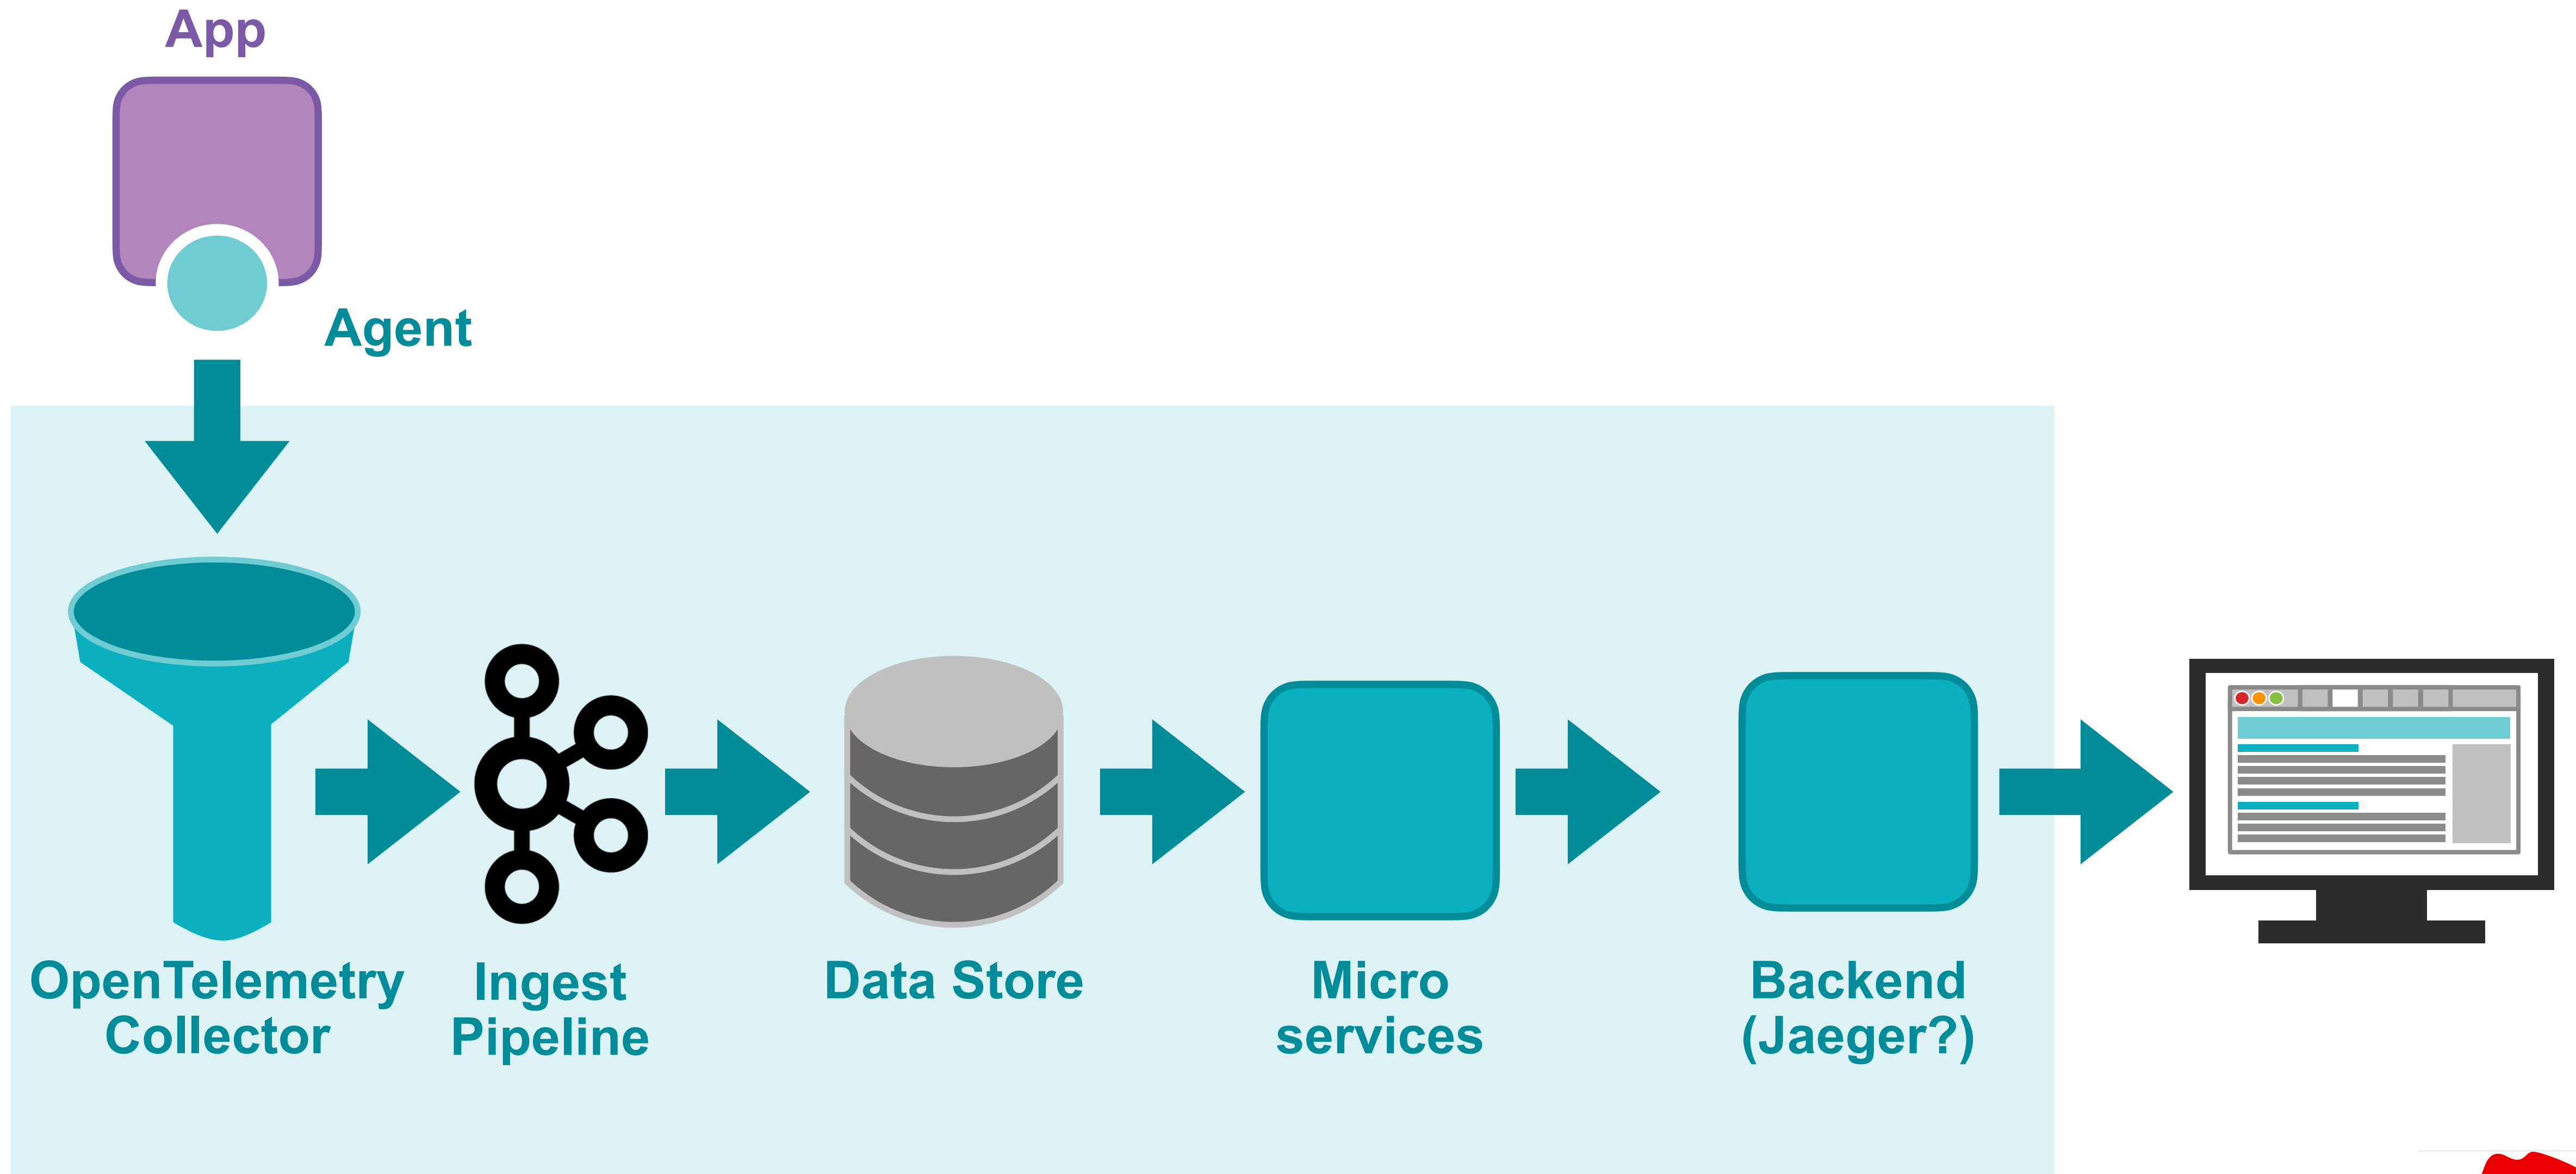 App
Agent
OpenTelemetry
Collector
Ingest
Pipeline
Data Store
Micro
services
Backend
(Jaeger?)